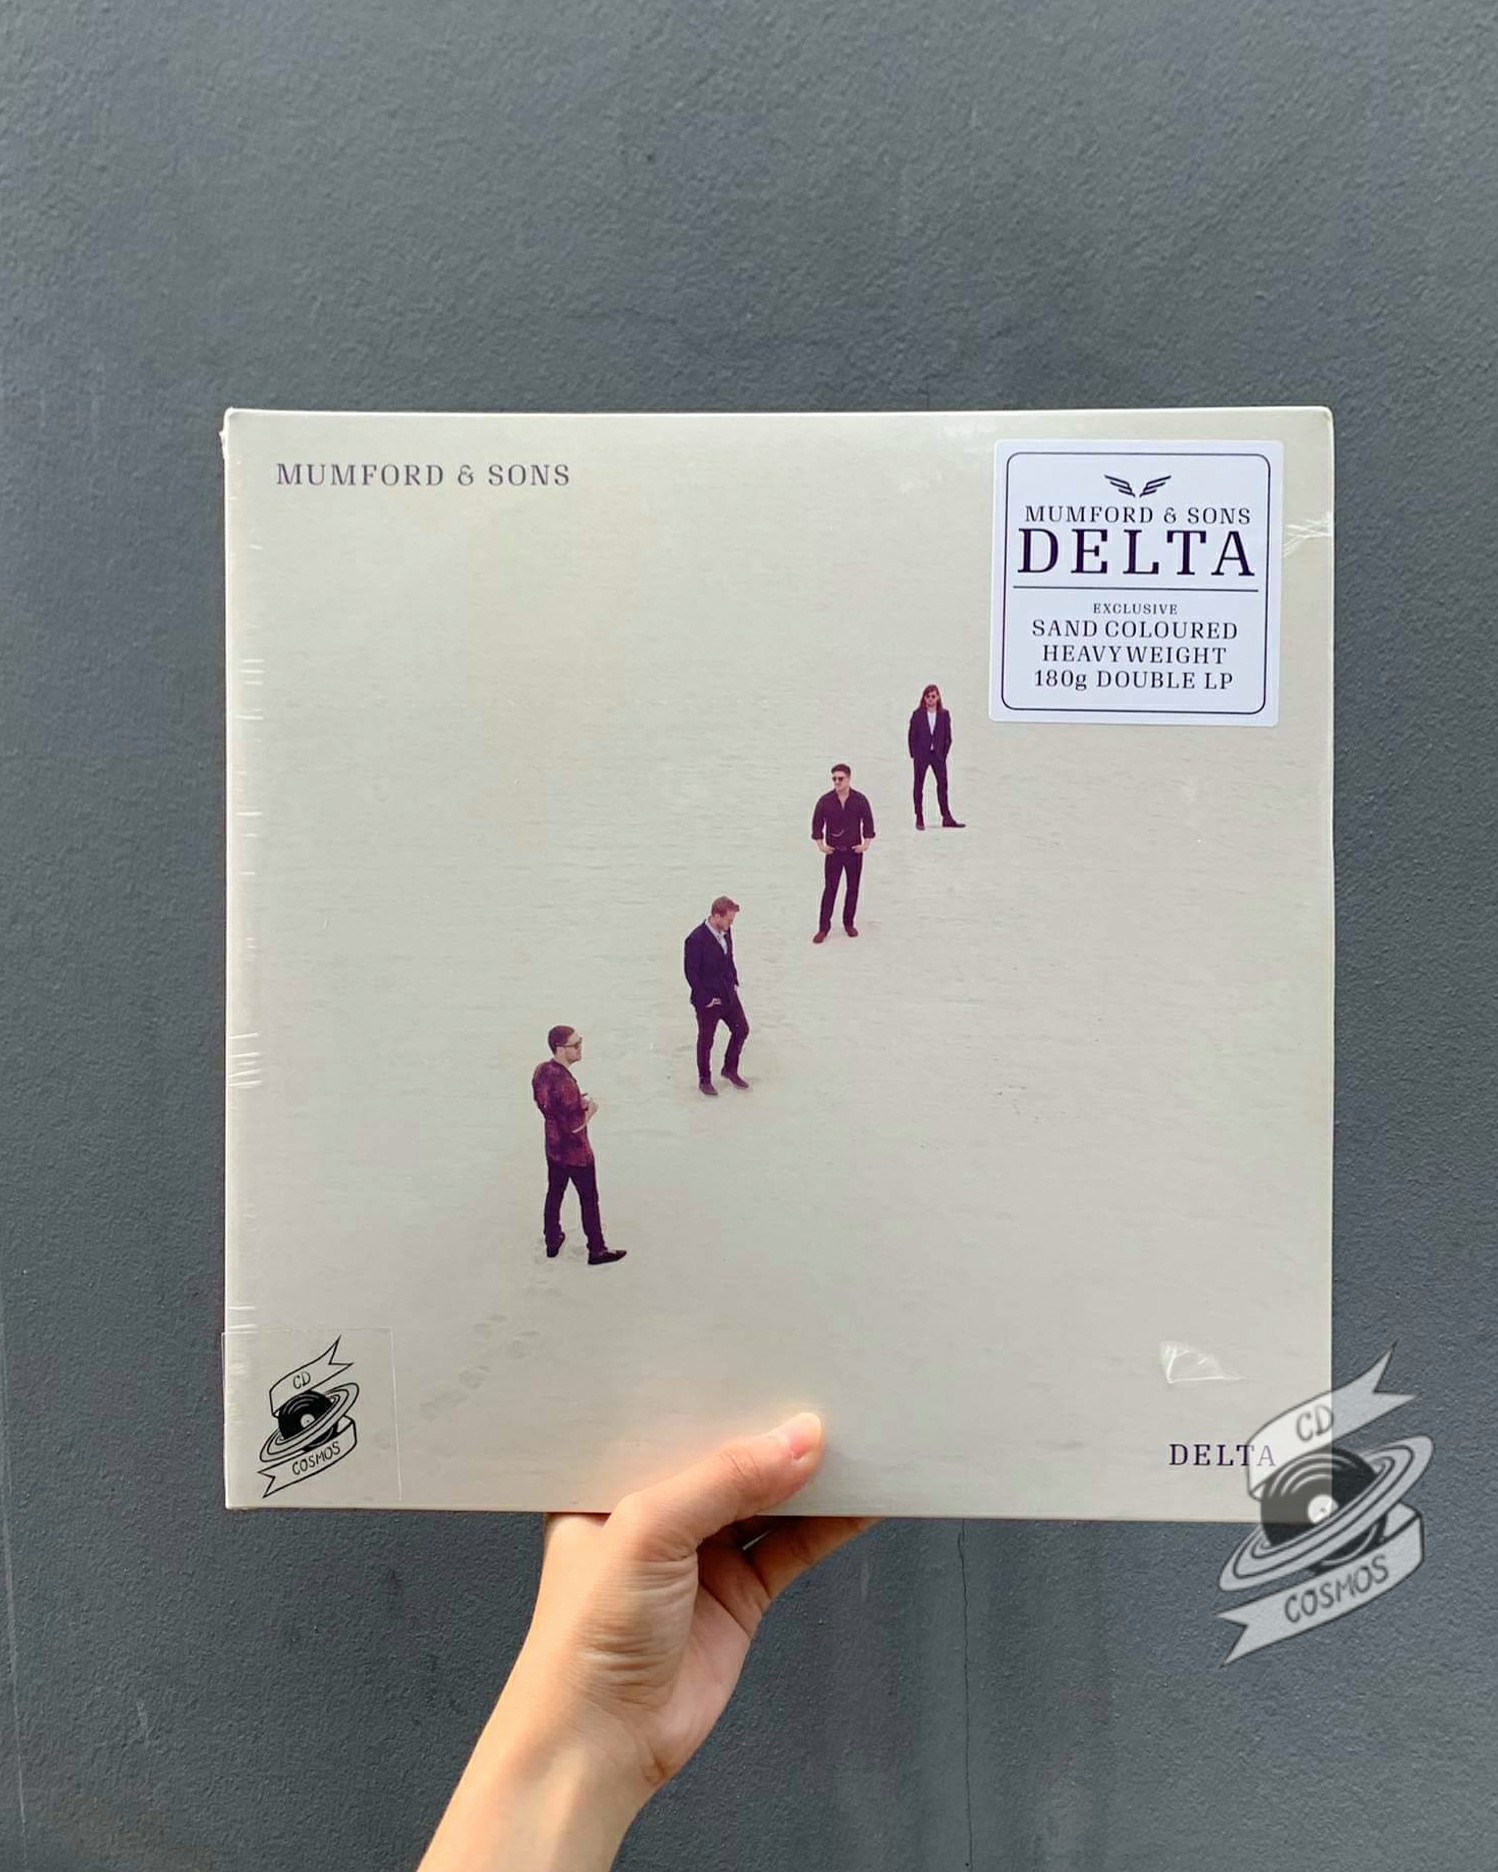 MUMFORD & SONS
MUMFORD & SONS
DELTA
EXCLUSIVE
SAND COLOURED
HEAVYWEIGHT
180g DOUBLE LP
CD
COSMOS
DELTA
CD
COSMOS